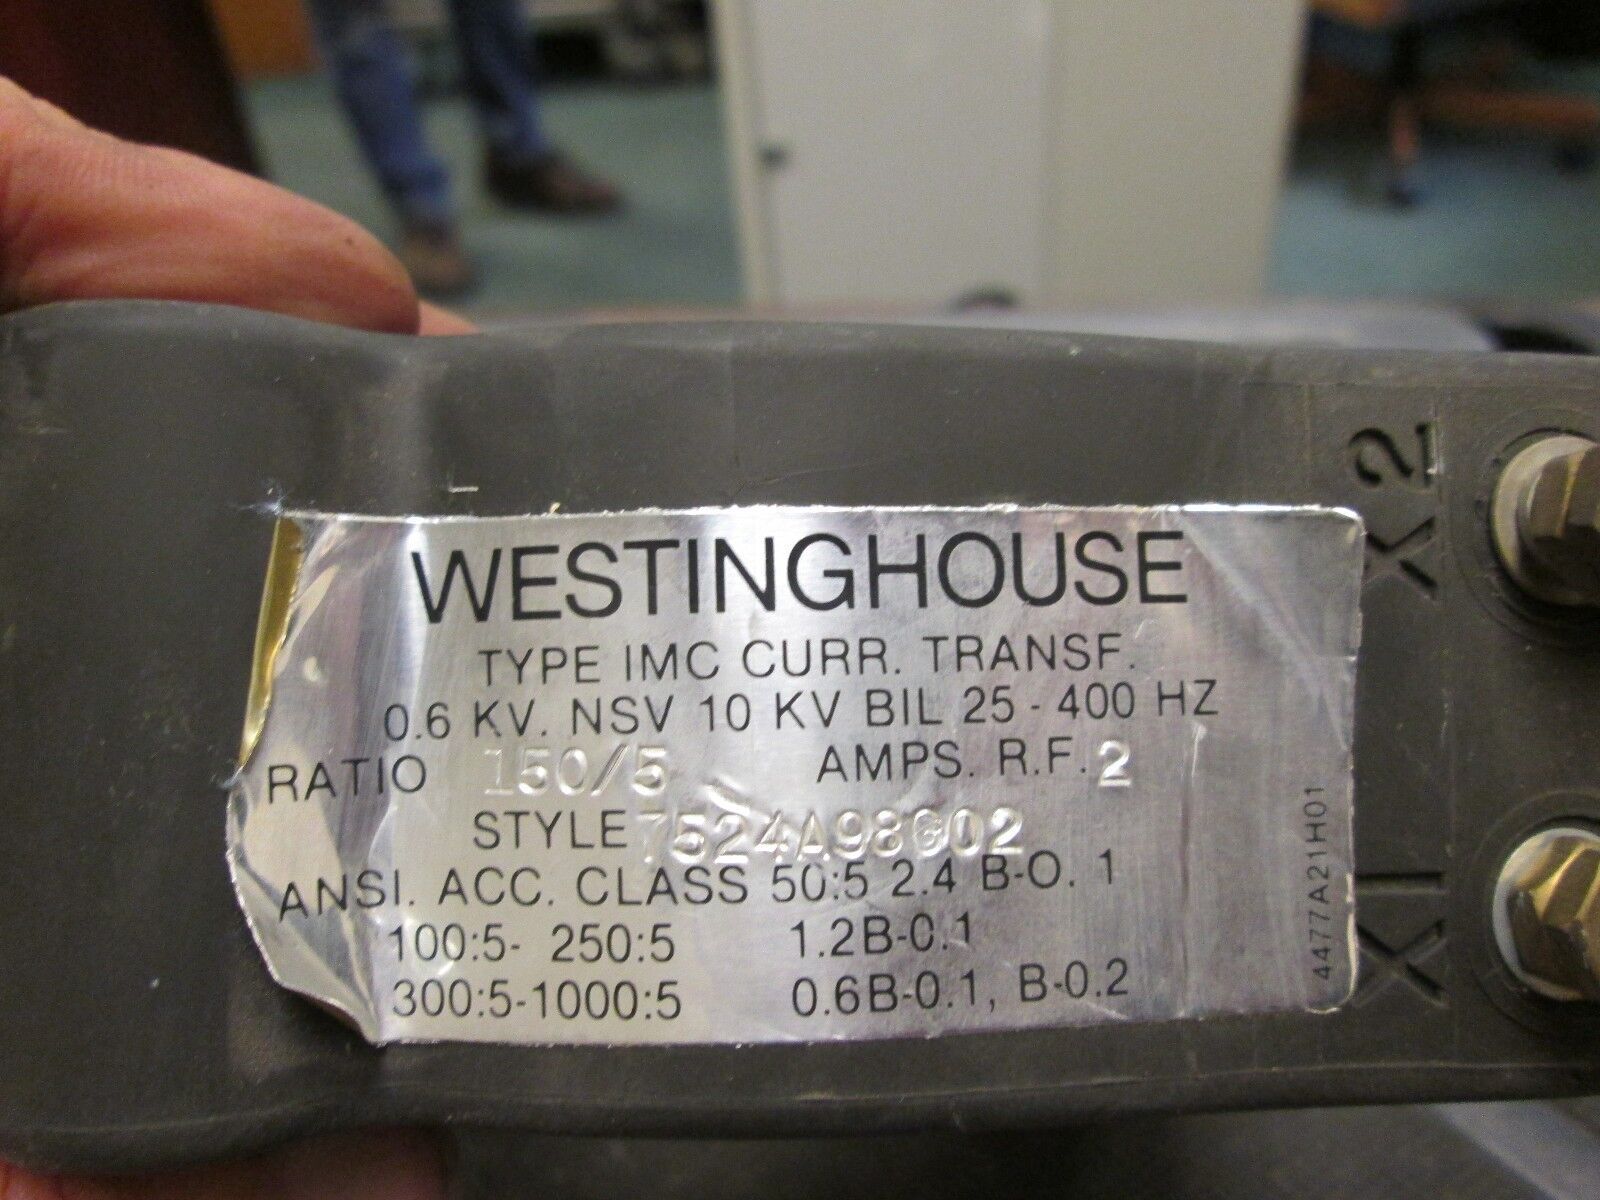 WESTINGHOUSE
TYPE IMC CURR. TRANSF.
0.6 KV. NSV 10 KV BIL 25-400 HZ
RATIO 150/5 AMPS. R.F. 2
STYLE 7524A98G02
ANSI. ACC. CLASS 50:5 2.4 B-O. 1
100:5- 250:5 1.2B-0.1
300:5-1000:5 0.6B-0.1, B-0.2
4477A21H01
X2
X1